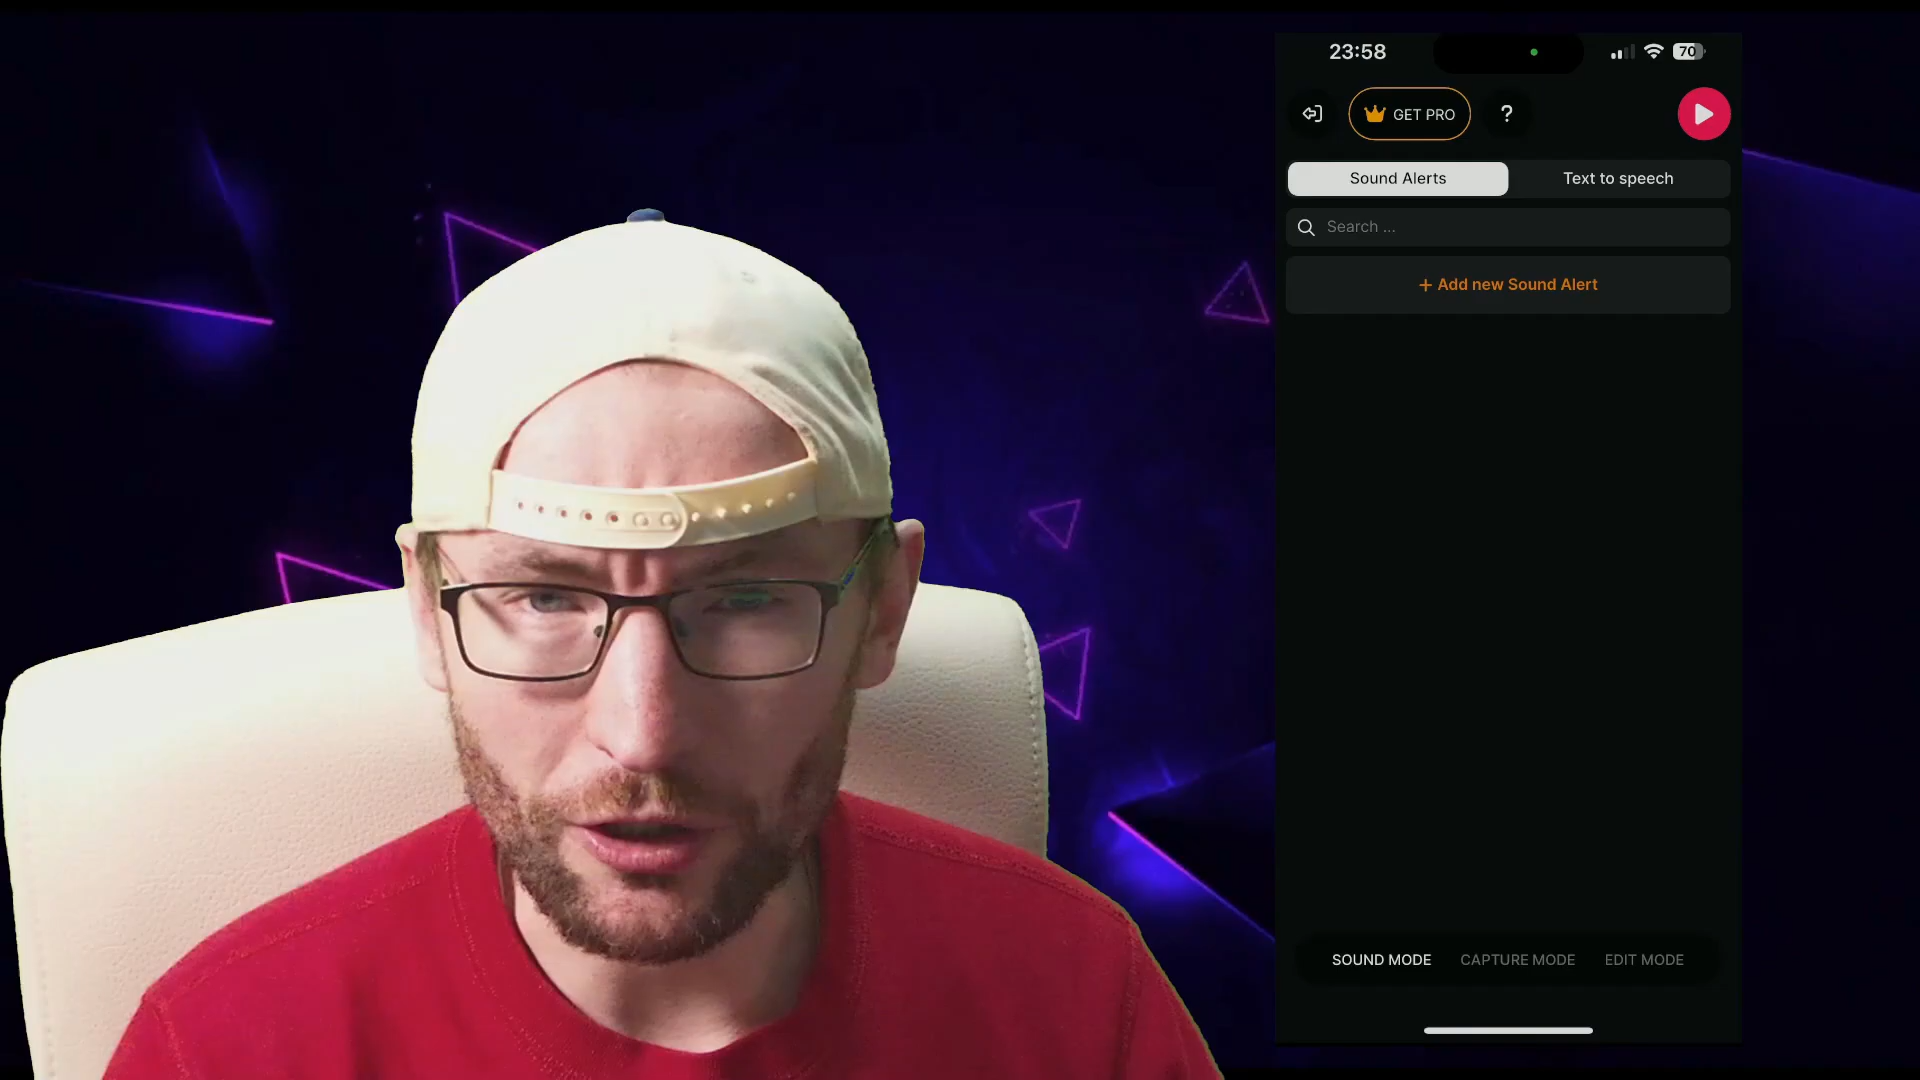 23:58
70
GET PRO
?
Sound Alerts
Text to speech
Search ...
+ Add new Sound Alert
SOUND MODE
CAPTURE MODE
EDIT MODE